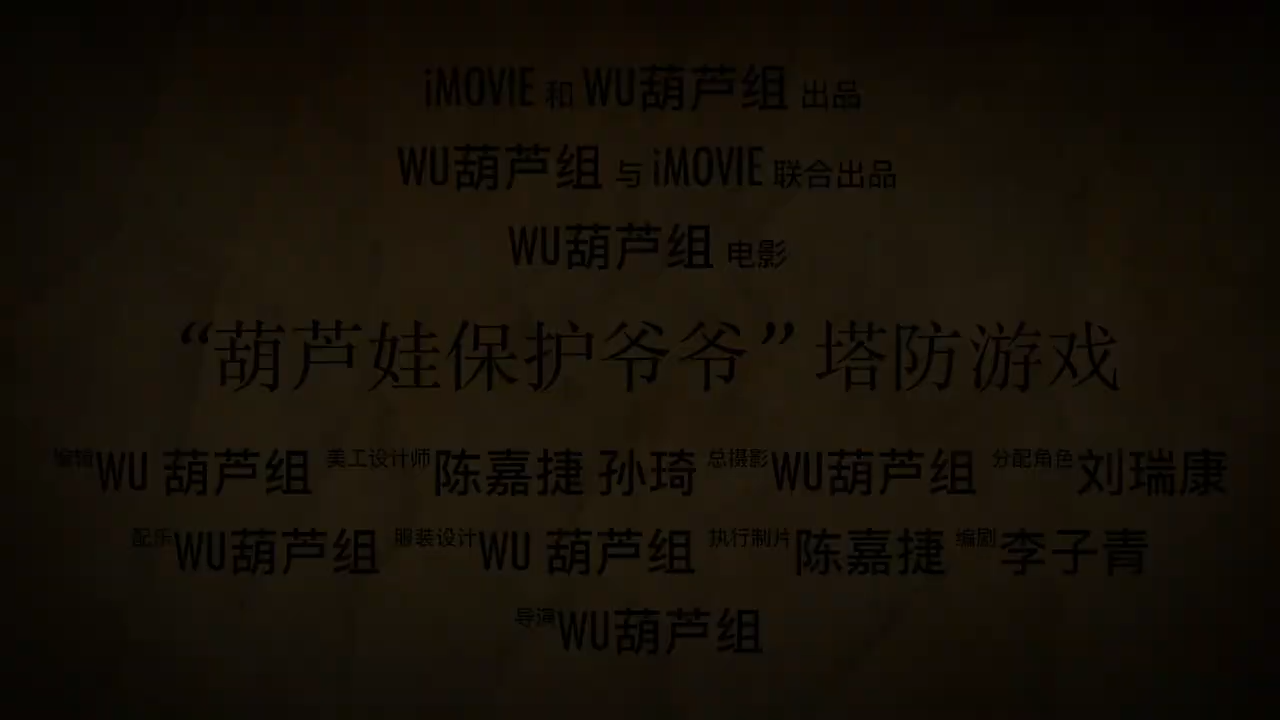 iMOVIE 和 WU葫芦组 出品
WU葫芦组 与 iMOVIE 联合出品
WU葫芦组 电影
“葫芦娃保护爷爷”塔防游戏
编辑WU 葫芦组 美工设计师陈嘉捷 孙琦 总摄影WU葫芦组 分配角色刘瑞康
配乐WU葫芦组 服装设计WU 葫芦组 执行制片陈嘉捷 编剧李子青
导演WU葫芦组